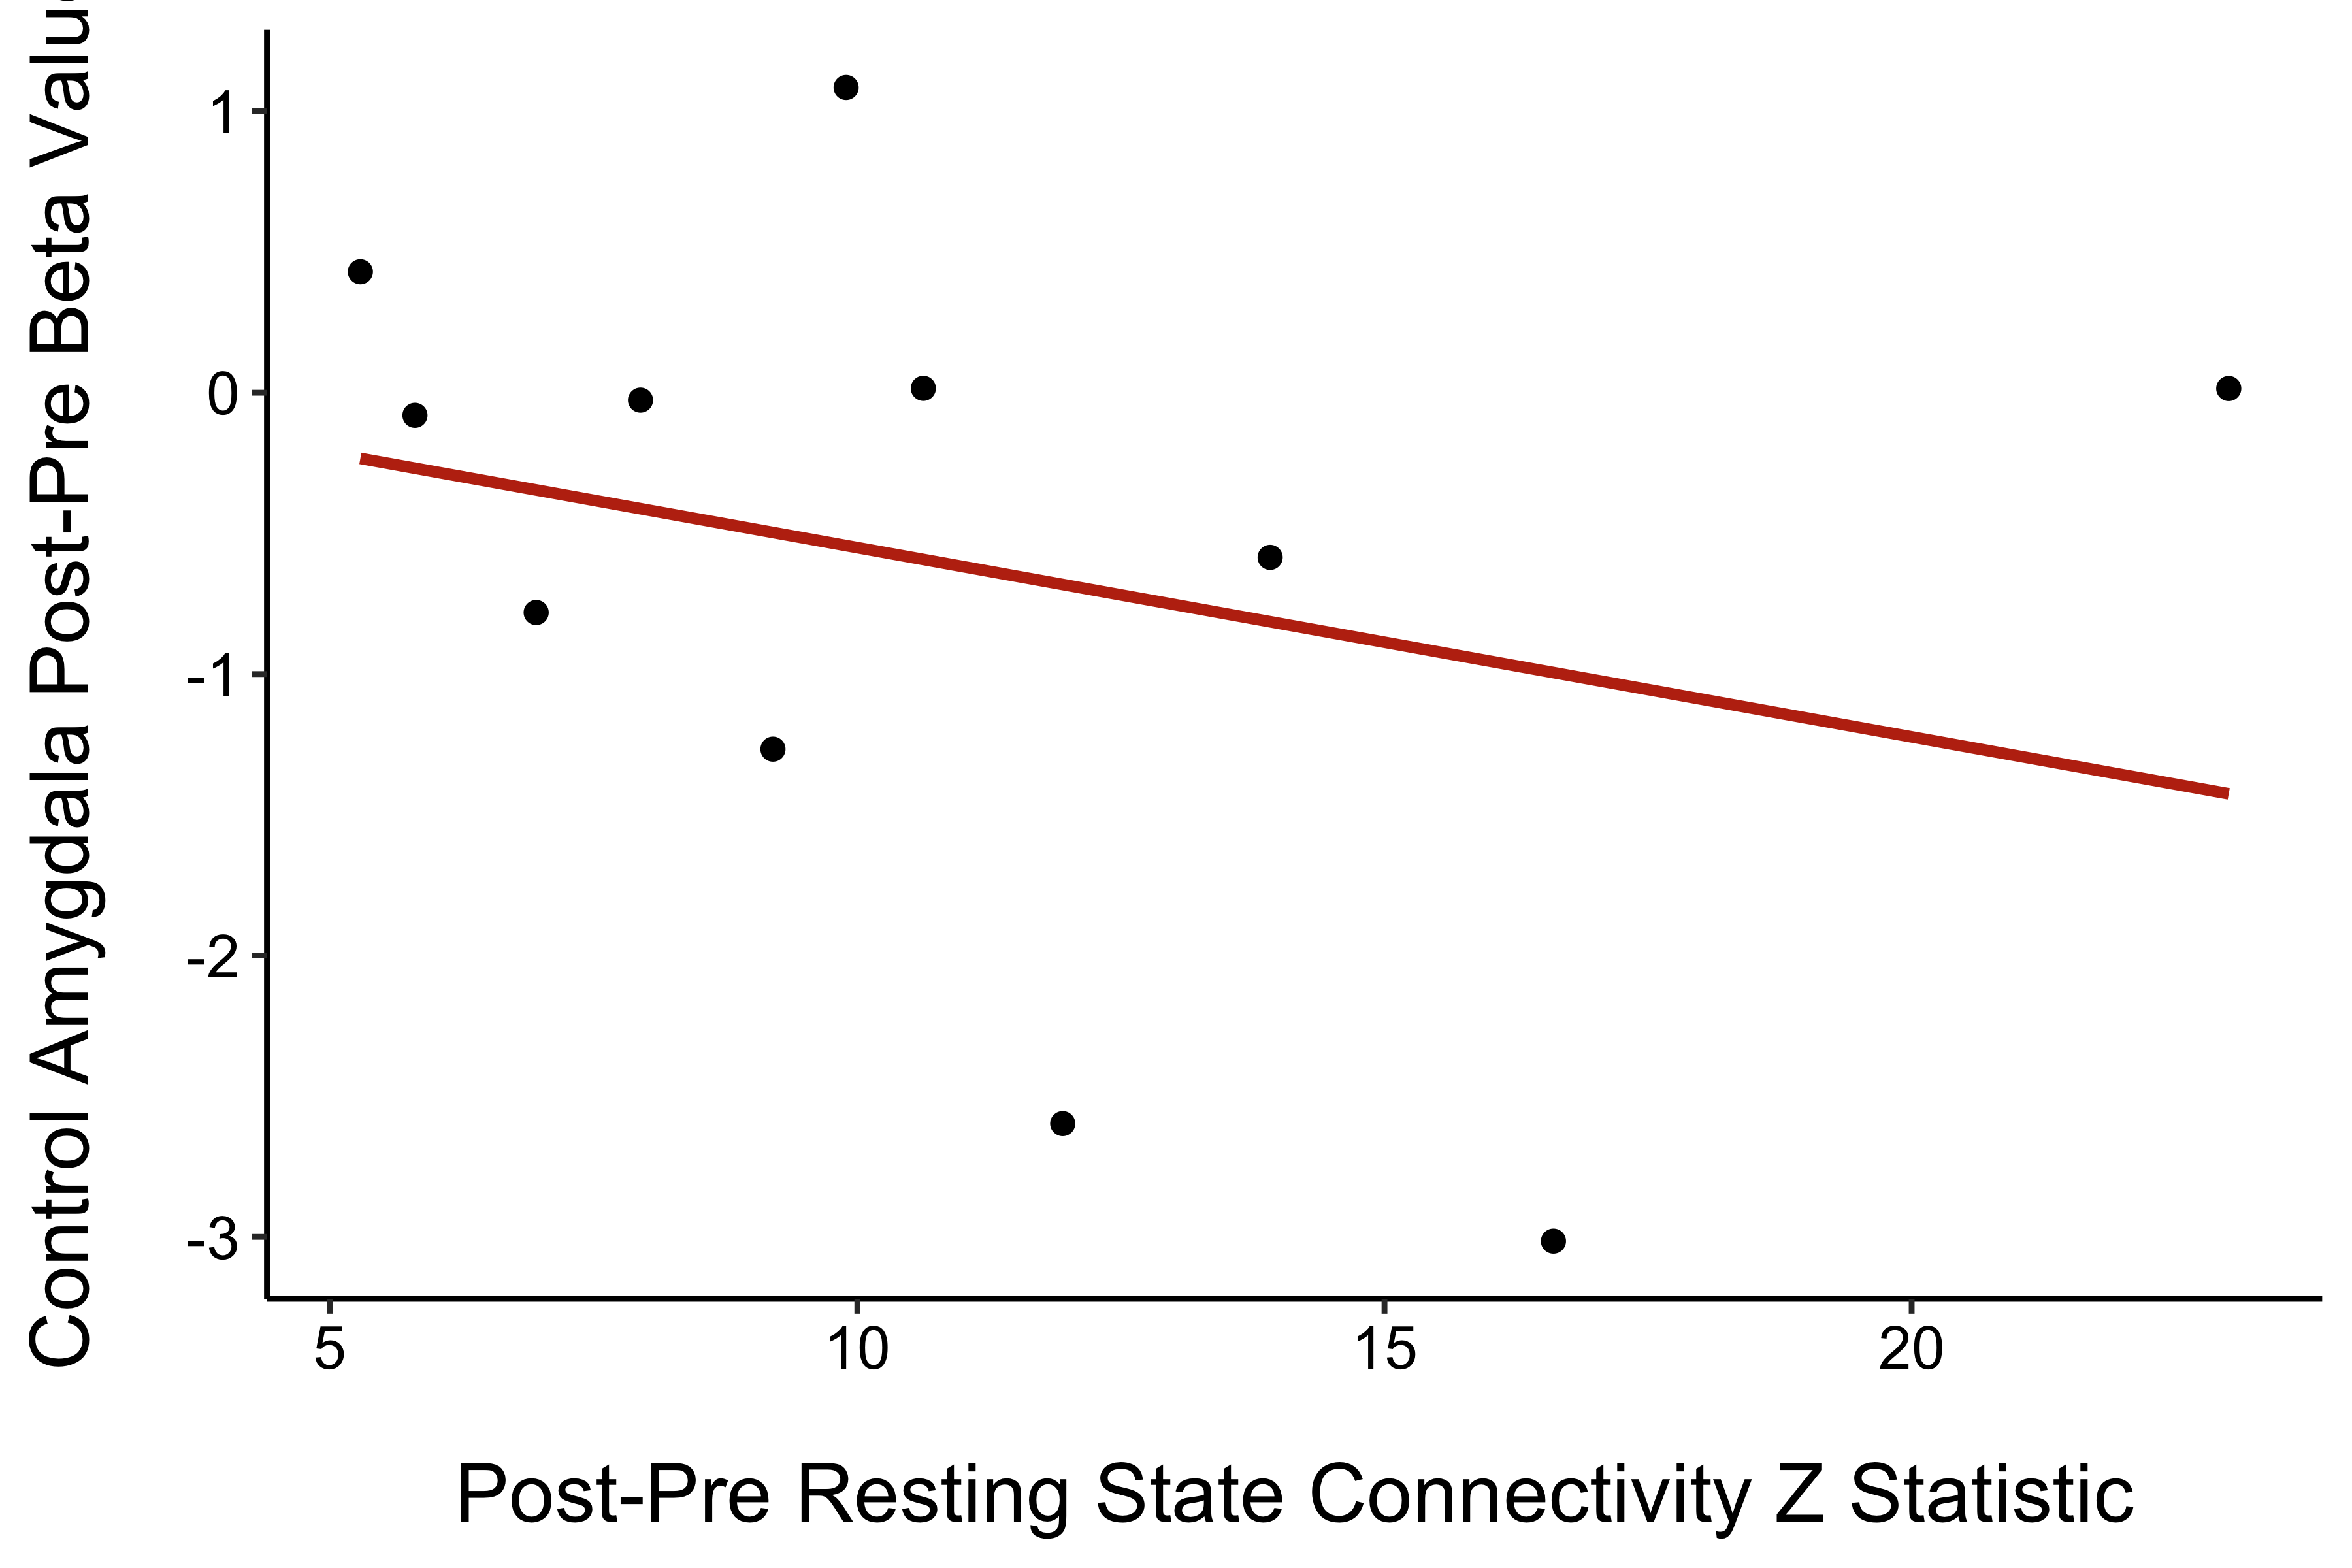 Control Amygdala Post-Pre Beta Valu
1
0
-1
-2
-3
5 10 15 20
Post-Pre Resting State Connectivity Z Statistic